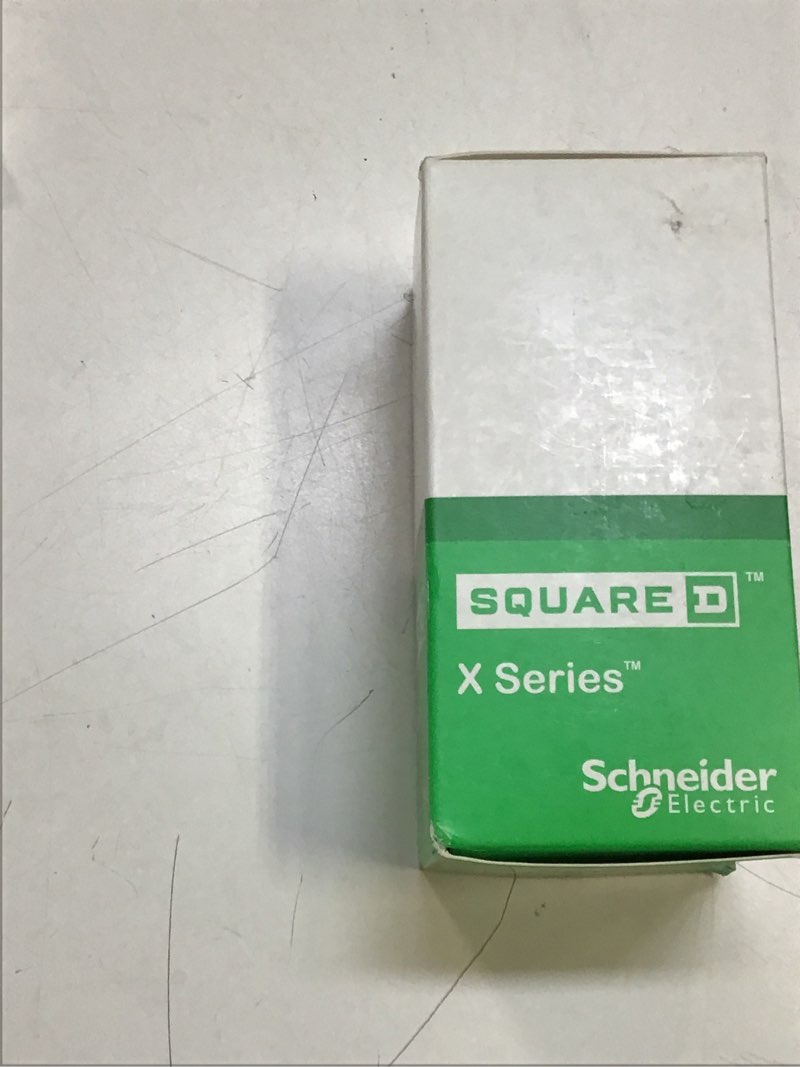 SQUARE D™
X Series™
Schneider
Electric